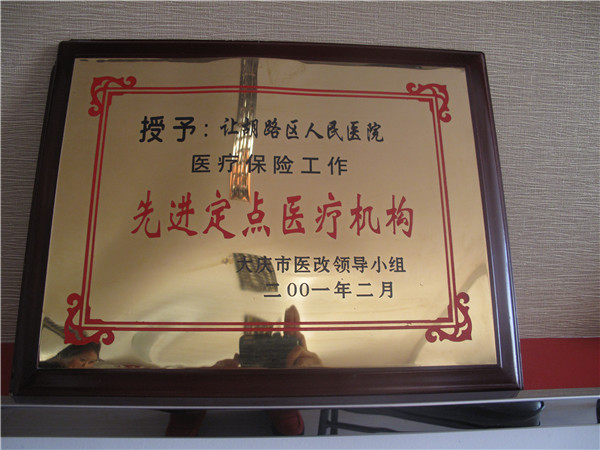 授予：让胡路区人民医院
医疗保险工作
先进定点医疗机构
大庆市医改领导小组
二00一年二月